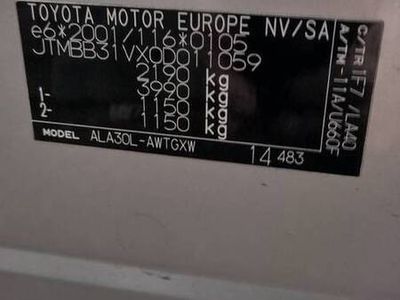 TOYOTA MOTOR EUROPE NV/SA
e6*2001/116*0105
JTMBB31VX0D011059
2190 kg
3990 kg
1- 1150 kg
2- 1150 kg
MODEL ALA30L-AWTGXW
14 483
C/TR 1F7/LA40
A/TM -11A/U660F